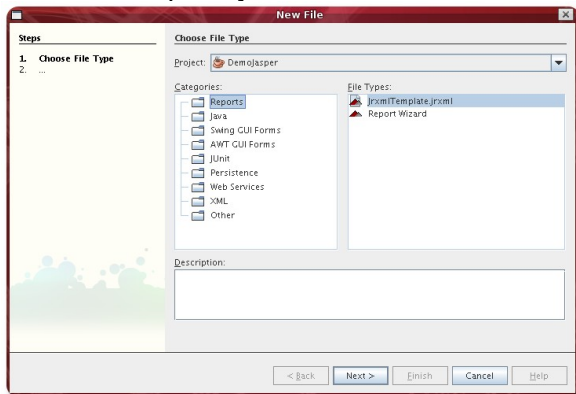 New File
Steps
1. Choose File Type
2. ...
Choose File Type
Project: DemoJasper
Categories:
Reports
Java
Swing GUI Forms
AWT GUI Forms
JUnit
Persistence
Web Services
XML
Other
File Types:
JrxmlTemplate.jrxml
Report Wizard
Description:
< Back Next > Finish Cancel Help